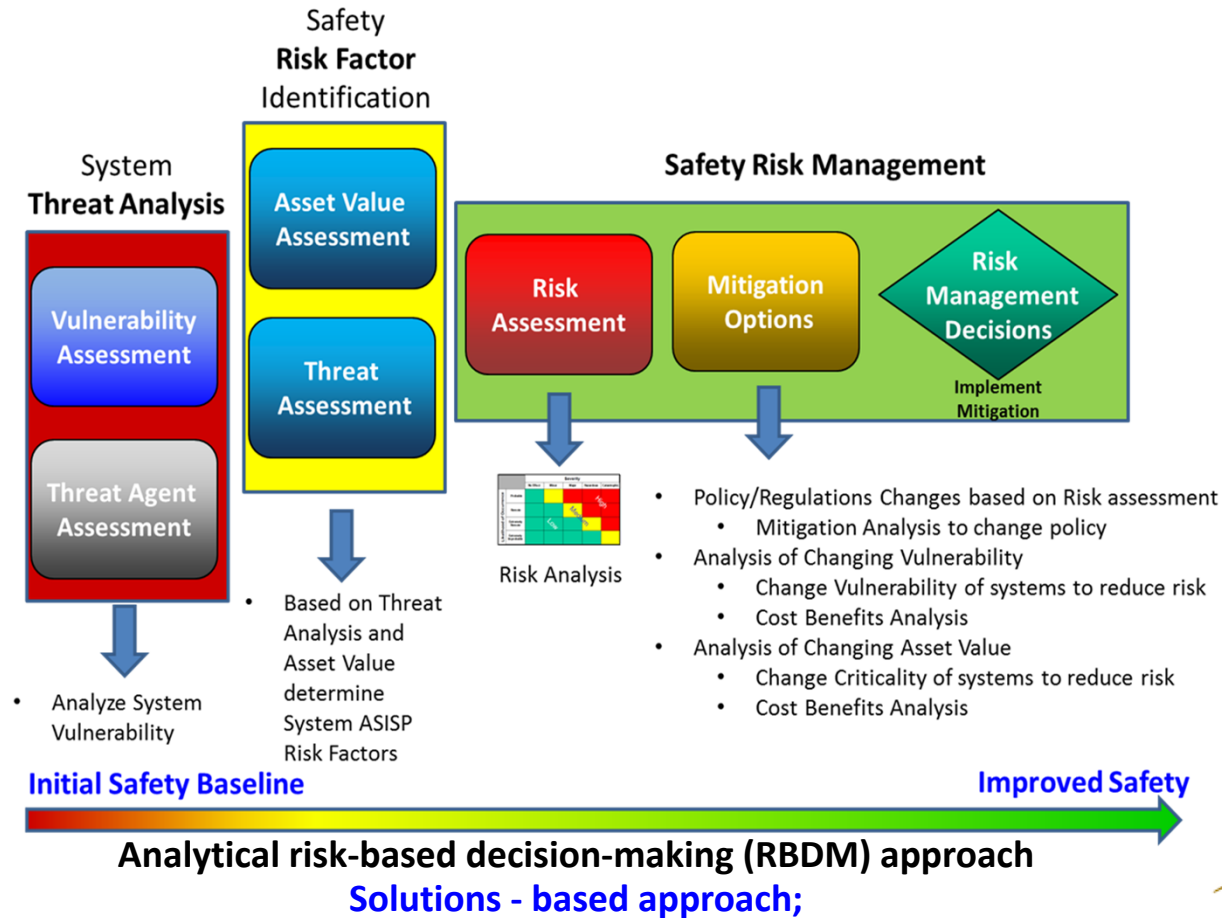 Safety
Risk Factor
Identification
System
Threat Analysis
Safety Risk Management
Vulnerability
Assessment
Threat Agent
Assessment
Asset Value
Assessment
Threat
Assessment
Risk
Assessment
Mitigation
Options
Risk
Management
Decisions
Implement
Mitigation
• Analyze System
Vulnerability
• Based on Threat
Analysis and
Asset Value
determine
System ASISP
Risk Factors
Severity
High
Medium
Low
Risk Analysis
• Policy/Regulations Changes based on Risk assessment
• Mitigation Analysis to change policy
• Analysis of Changing Vulnerability
• Change Vulnerability of systems to reduce risk
• Cost Benefits Analysis
• Analysis of Changing Asset Value
• Change Criticality of systems to reduce risk
• Cost Benefits Analysis
Initial Safety Baseline
Improved Safety
Analytical risk-based decision-making (RBDM) approach
Solutions - based approach;